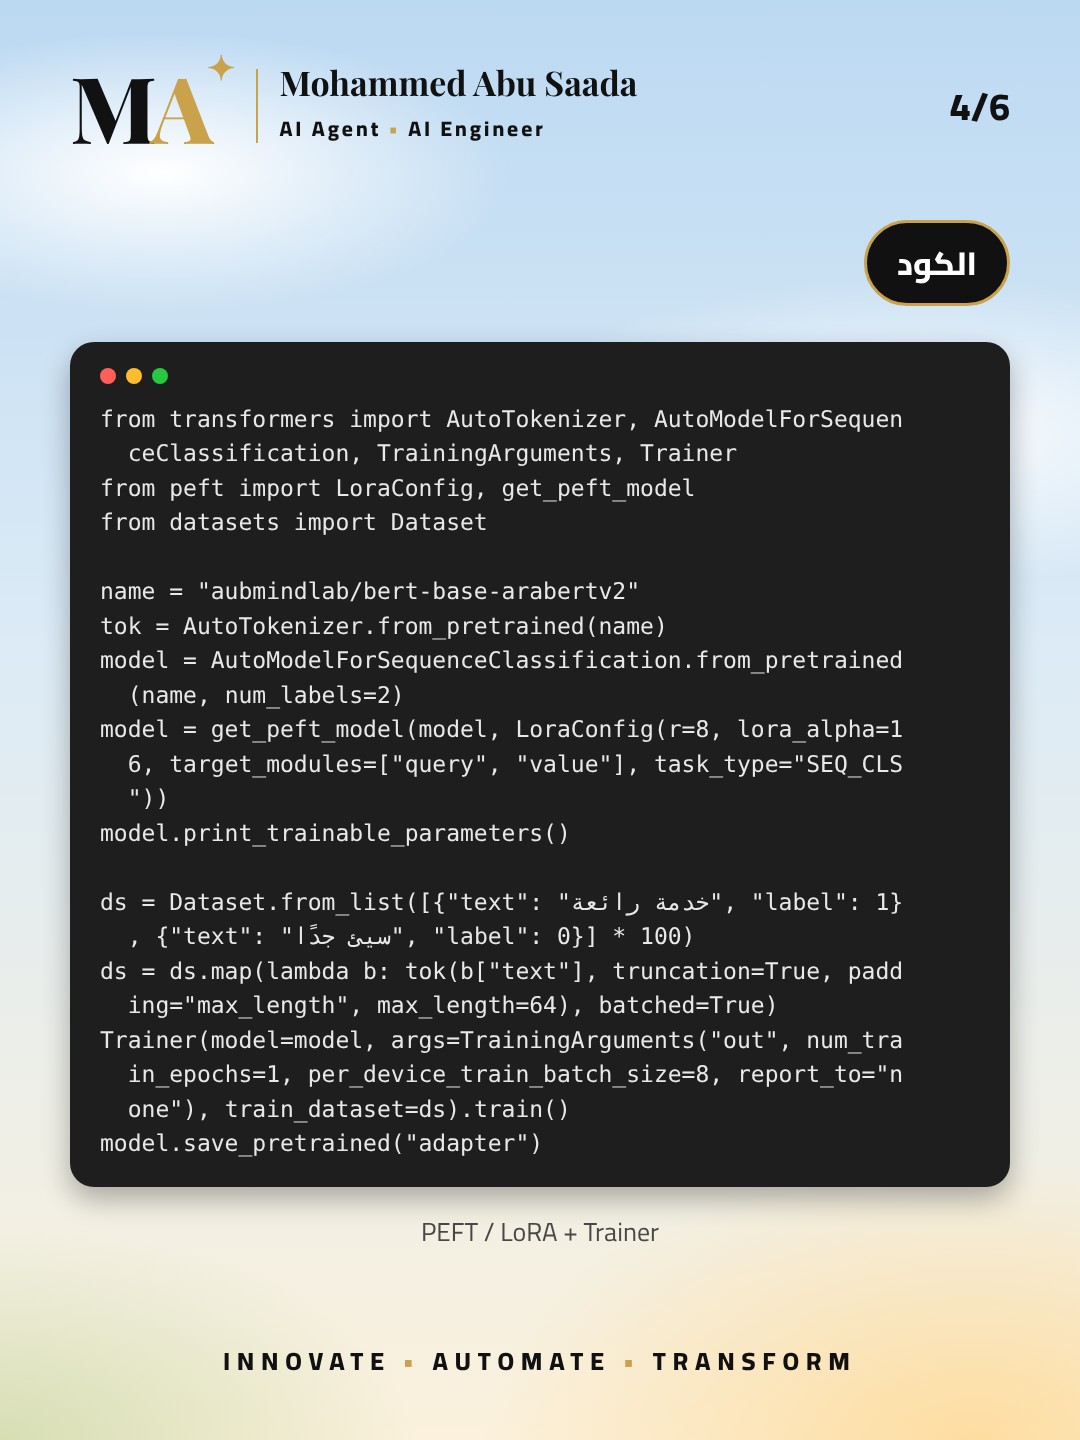 MA
Mohammed Abu Saada
AI Agent ▪ AI Engineer
4/6
الكود
from transformers import AutoTokenizer, AutoModelForSequen
ceClassification, TrainingArguments, Trainer
from peft import LoraConfig, get_peft_model
from datasets import Dataset
name = "aubmindlab/bert-base-arabertv2"
tok = AutoTokenizer.from_pretrained(name)
model = AutoModelForSequenceClassification.from_pretrained
(name, num_labels=2)
model = get_peft_model(model, LoraConfig(r=8, lora_alpha=1
6, target_modules=["query", "value"], task_type="SEQ_CLS
"))
model.print_trainable_parameters()
ds = Dataset.from_list([{"text": "خدمة رائعة", "label": 1}
, {"text": "سيئ جدًا", "label": 0}] * 100)
ds = ds.map(lambda b: tok(b["text"], truncation=True, padd
ing="max_length", max_length=64), batched=True)
Trainer(model=model, args=TrainingArguments("out", num_tra
in_epochs=1, per_device_train_batch_size=8, report_to="n
one"), train_dataset=ds).train()
model.save_pretrained("adapter")
PEFT / LoRA + Trainer
INNOVATE ▪ AUTOMATE ▪ TRANSFORM